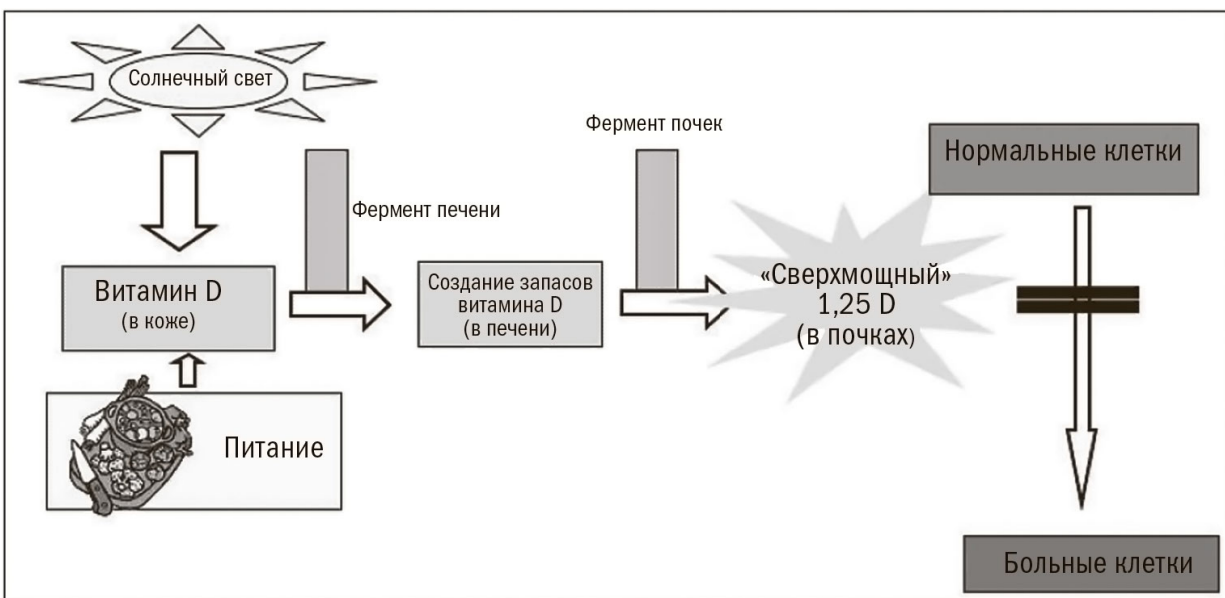 Солнечный свет
Фермент почек
Нормальные клетки
Фермент печени
Витамин D
(в коже)
Создание запасов
витамина D
(в печени)
«Сверхмощный»
1,25 D
(в почках)
Питание
Больные клетки